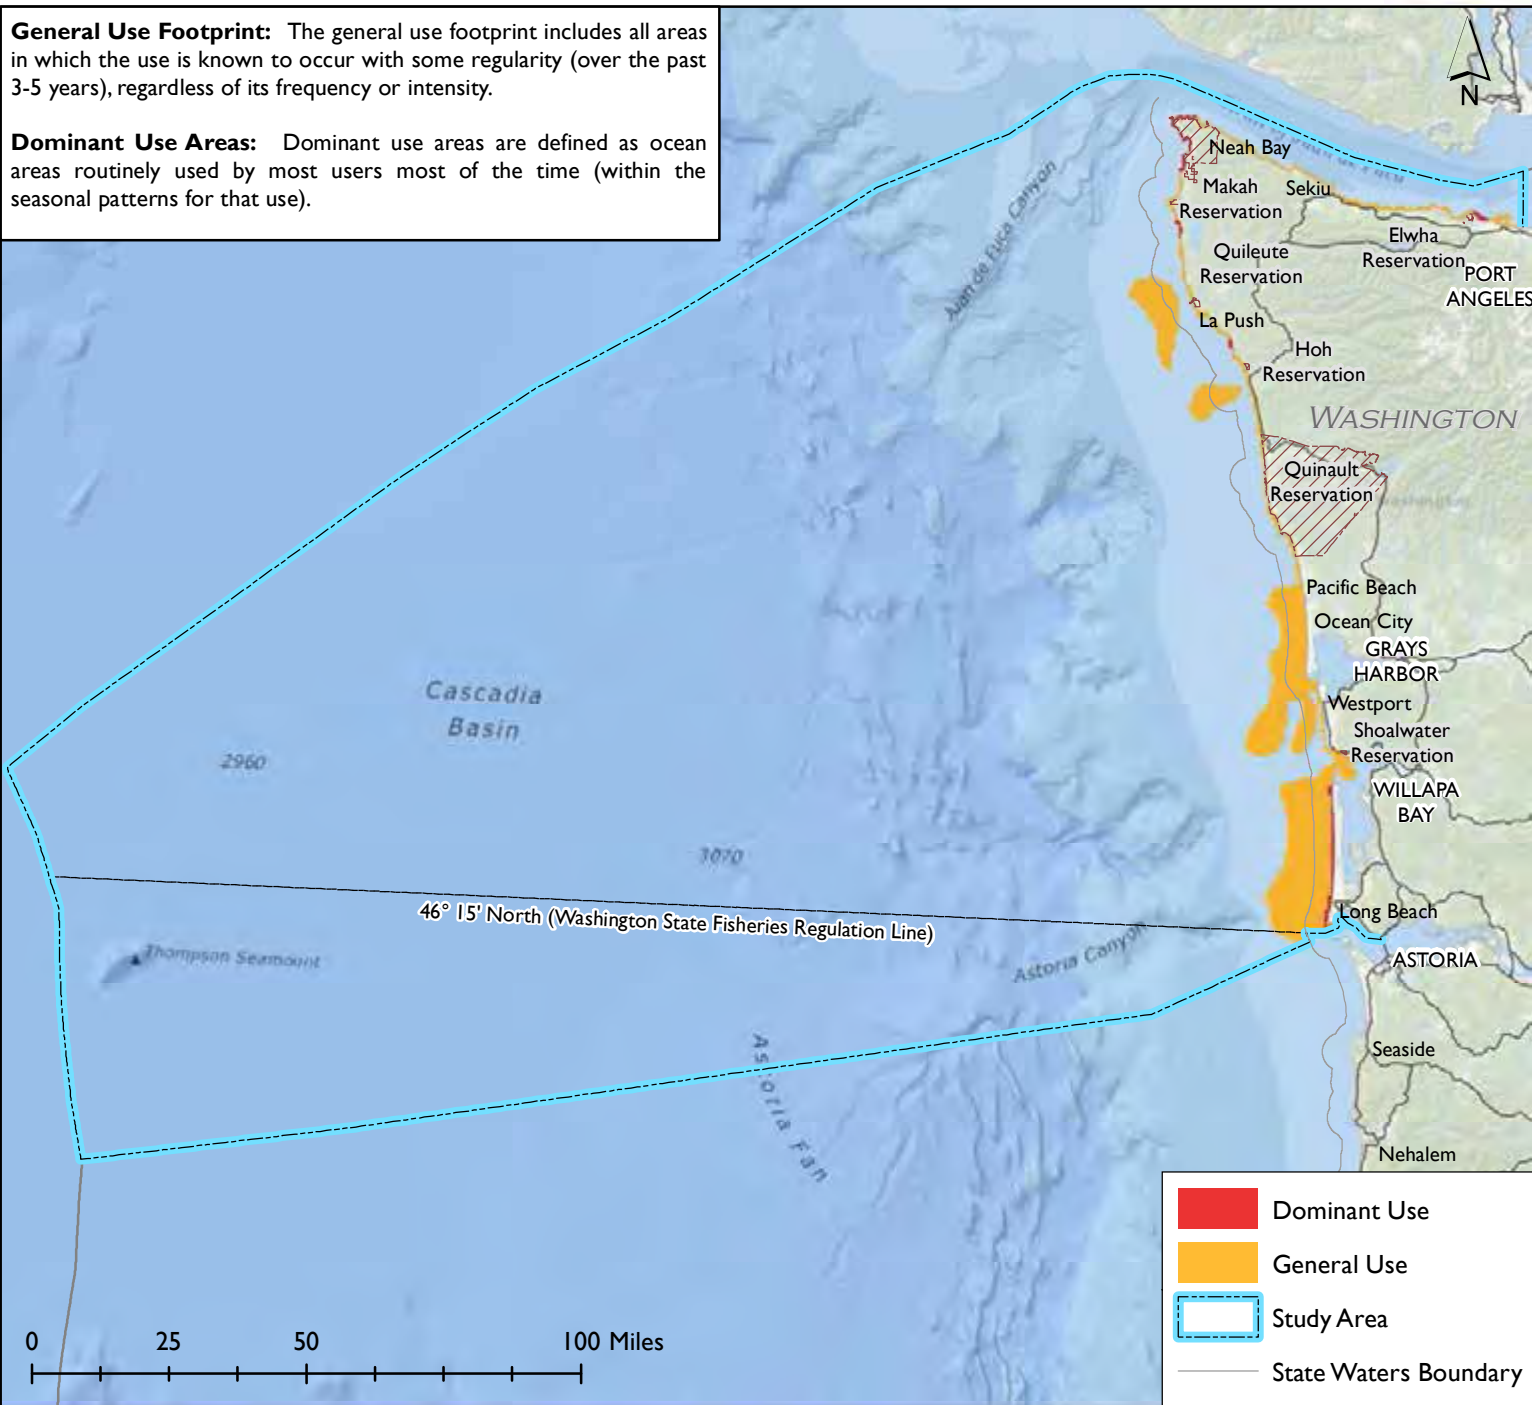 General Use Footprint: The general use footprint includes all areas
in which the use is known to occur with some regularity (over the past
3-5 years), regardless of its frequency or intensity.
Dominant Use Areas: Dominant use areas are defined as ocean
areas routinely used by most users most of the time (within the
seasonal patterns for that use).
N
Neah Bay
Makah
Reservation
Sekiu
Elwha
Reservation
PORT
ANGELES
Juan de Fuca Canyon
Quileute
Reservation
La Push
Hoh
Reservation
WASHINGTON
Quinault
Reservation
Washington
Pacific Beach
Ocean City
GRAYS
HARBOR
Westport
Shoalwater
Reservation
WILLAPA
BAY
Cascadia
Basin
2960
3070
46° 15' North (Washington State Fisheries Regulation Line)
Long Beach
Thompson Seamount
Astoria Canyon
ASTORIA
Astoria Fan
Seaside
Nehalem
Dominant Use
General Use
Study Area
State Waters Boundary
0 25 50 100 Miles